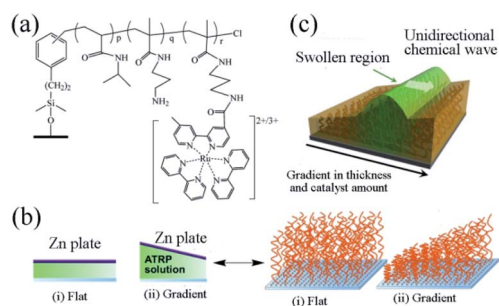 (a)
p
q
r
Cl
O
NH
O
NH
O
NH
(CH₂)₂
Si
O
NH₂
HN
O
2+/3+
N
N
N
Ru
N
N
N
(c)
Unidirectional
chemical wave
Swollen region
Gradient in thickness
and catalyst amount
(b)
Zn plate
Zn plate
ATRP
solution
(i) Flat
(ii) Gradient
(i) Flat
(ii) Gradient